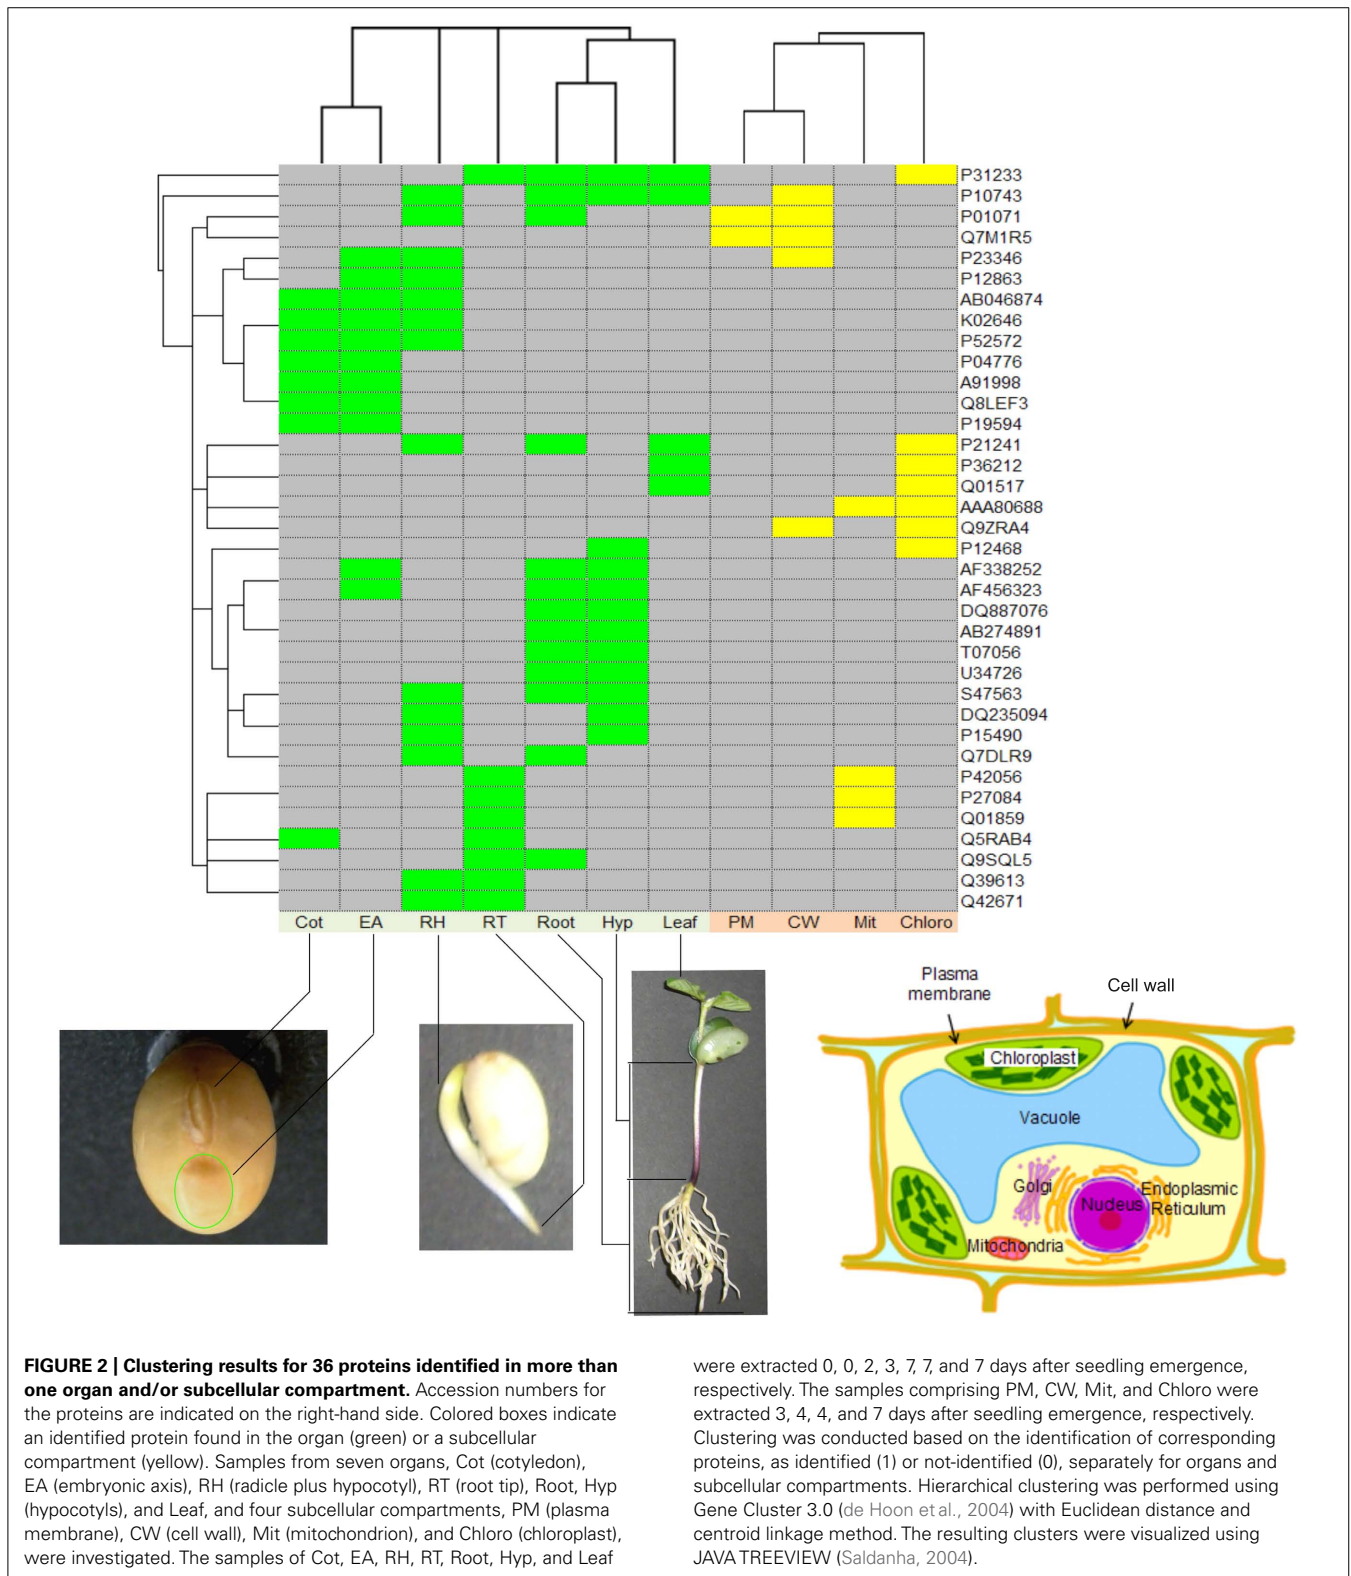 P31233
P10743
P01071
Q7M1R5
P23346
P12863
AB046874
K02646
P52572
P04776
A91998
Q8LEF3
P19594
P21241
P36212
Q01517
AAA80688
Q9ZRA4
P12468
AF338252
AF456323
DQ887076
AB274891
T07056
U34726
S47563
DQ235094
P15490
Q7DLR9
P42056
P27084
Q01859
Q5RAB4
Q9SQL5
Q39613
Q42671
Cot EA RH RT Root Hyp Leaf PM CW Mit Chloro
Plasma
membrane
Cell wall
Chloroplast
Vacuole
Golgi
Nucleus
Endoplasmic
Reticulum
Mitochondria
FIGURE 2 | Clustering results for 36 proteins identified in more than
one organ and/or subcellular compartment. Accession numbers for
the proteins are indicated on the right-hand side. Colored boxes indicate
an identified protein found in the organ (green) or a subcellular
compartment (yellow). Samples from seven organs, Cot (cotyledon),
EA (embryonic axis), RH (radicle plus hypocotyl), RT (root tip), Root, Hyp
(hypocotyls), and Leaf, and four subcellular compartments, PM (plasma
membrane), CW (cell wall), Mit (mitochondrion), and Chloro (chloroplast),
were investigated. The samples of Cot, EA, RH, RT, Root, Hyp, and Leaf
were extracted 0, 0, 2, 3, 7, 7, and 7 days after seedling emergence,
respectively. The samples comprising PM, CW, Mit, and Chloro were
extracted 3, 4, 4, and 7 days after seedling emergence, respectively.
Clustering was conducted based on the identification of corresponding
proteins, as identified (1) or not-identified (0), separately for organs and
subcellular compartments. Hierarchical clustering was performed using
Gene Cluster 3.0 (de Hoon et al., 2004) with Euclidean distance and
centroid linkage method. The resulting clusters were visualized using
JAVA TREEVIEW (Saldanha, 2004).